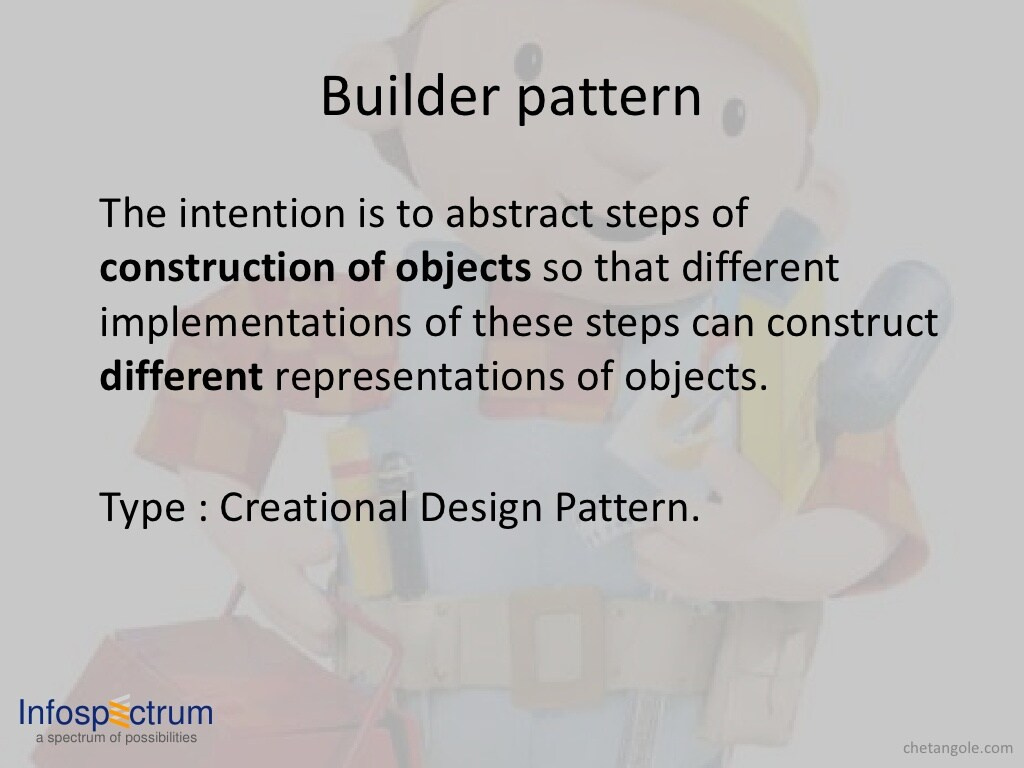 Builder pattern
The intention is to abstract steps of
construction of objects so that different
implementations of these steps can construct
different representations of objects.
Type : Creational Design Pattern.
Infospectrum
a spectrum of possibilities
chetangole.com